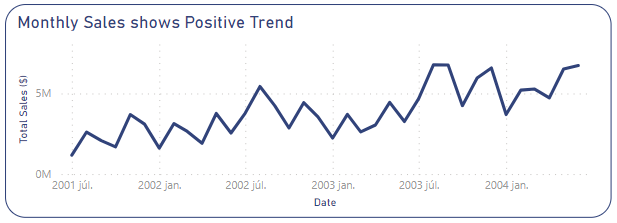 Monthly Sales shows Positive Trend
Total Sales ($)
5M
0M
2001 júl.
2002 jan.
2002 júl.
2003 jan.
2003 júl.
2004 jan.
Date